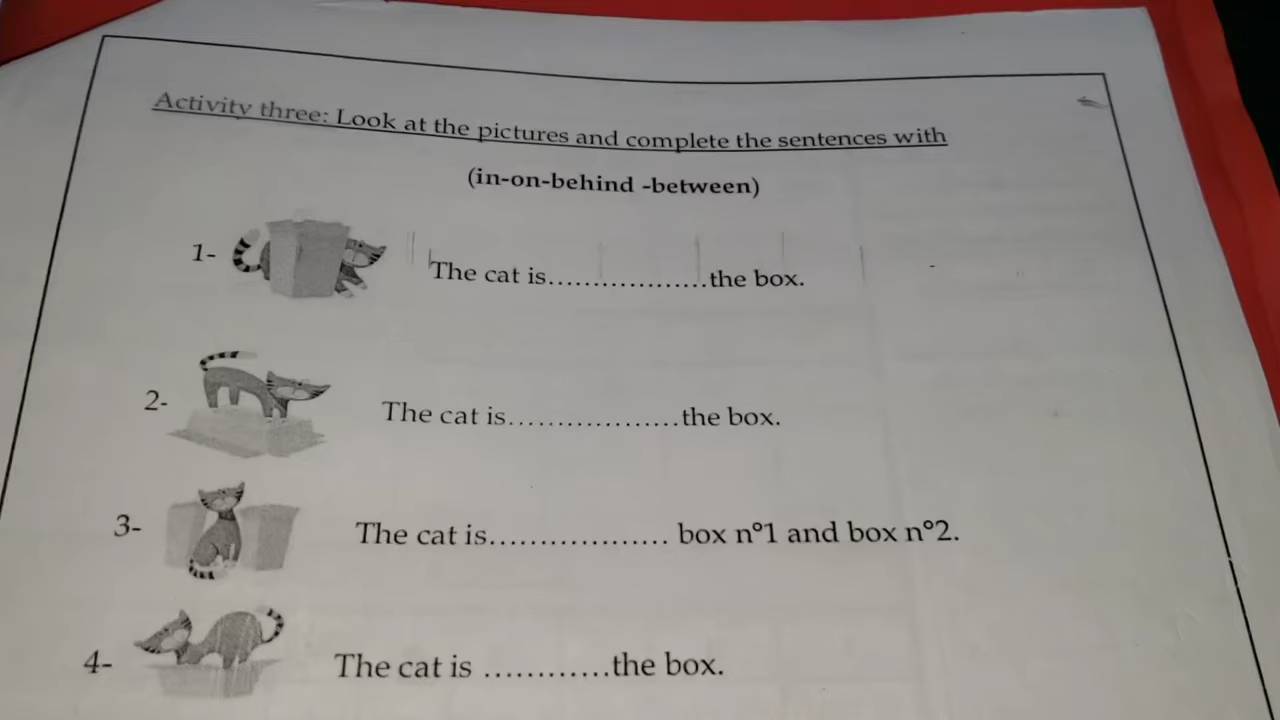 Activity three: Look at the pictures and complete the sentences with
(in-on-behind -between)
1- The cat is..................the box.
2- The cat is..................the box.
3- The cat is.................. box n°1 and box n°2.
4- The cat is ............the box.